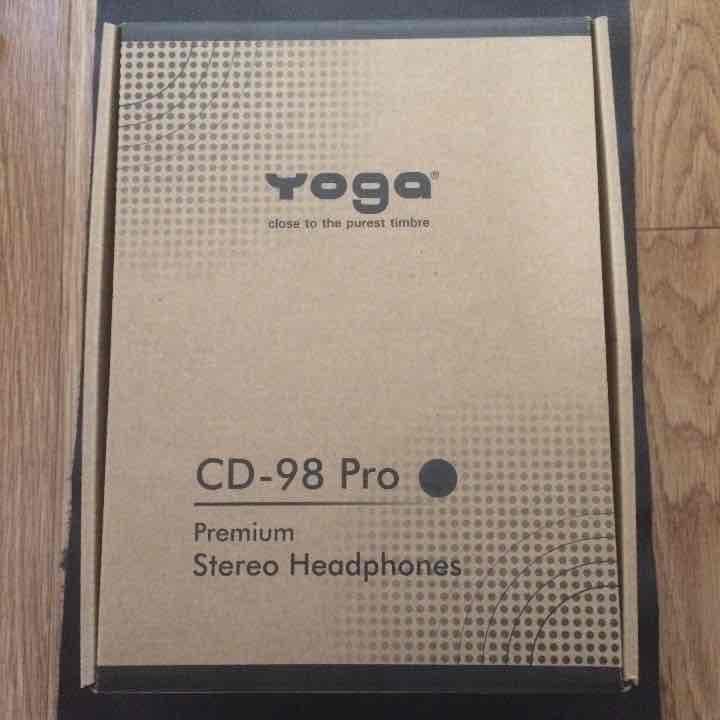 Yoga®
close to the purest timbre
CD-98 Pro
Premium
Stereo Headphones